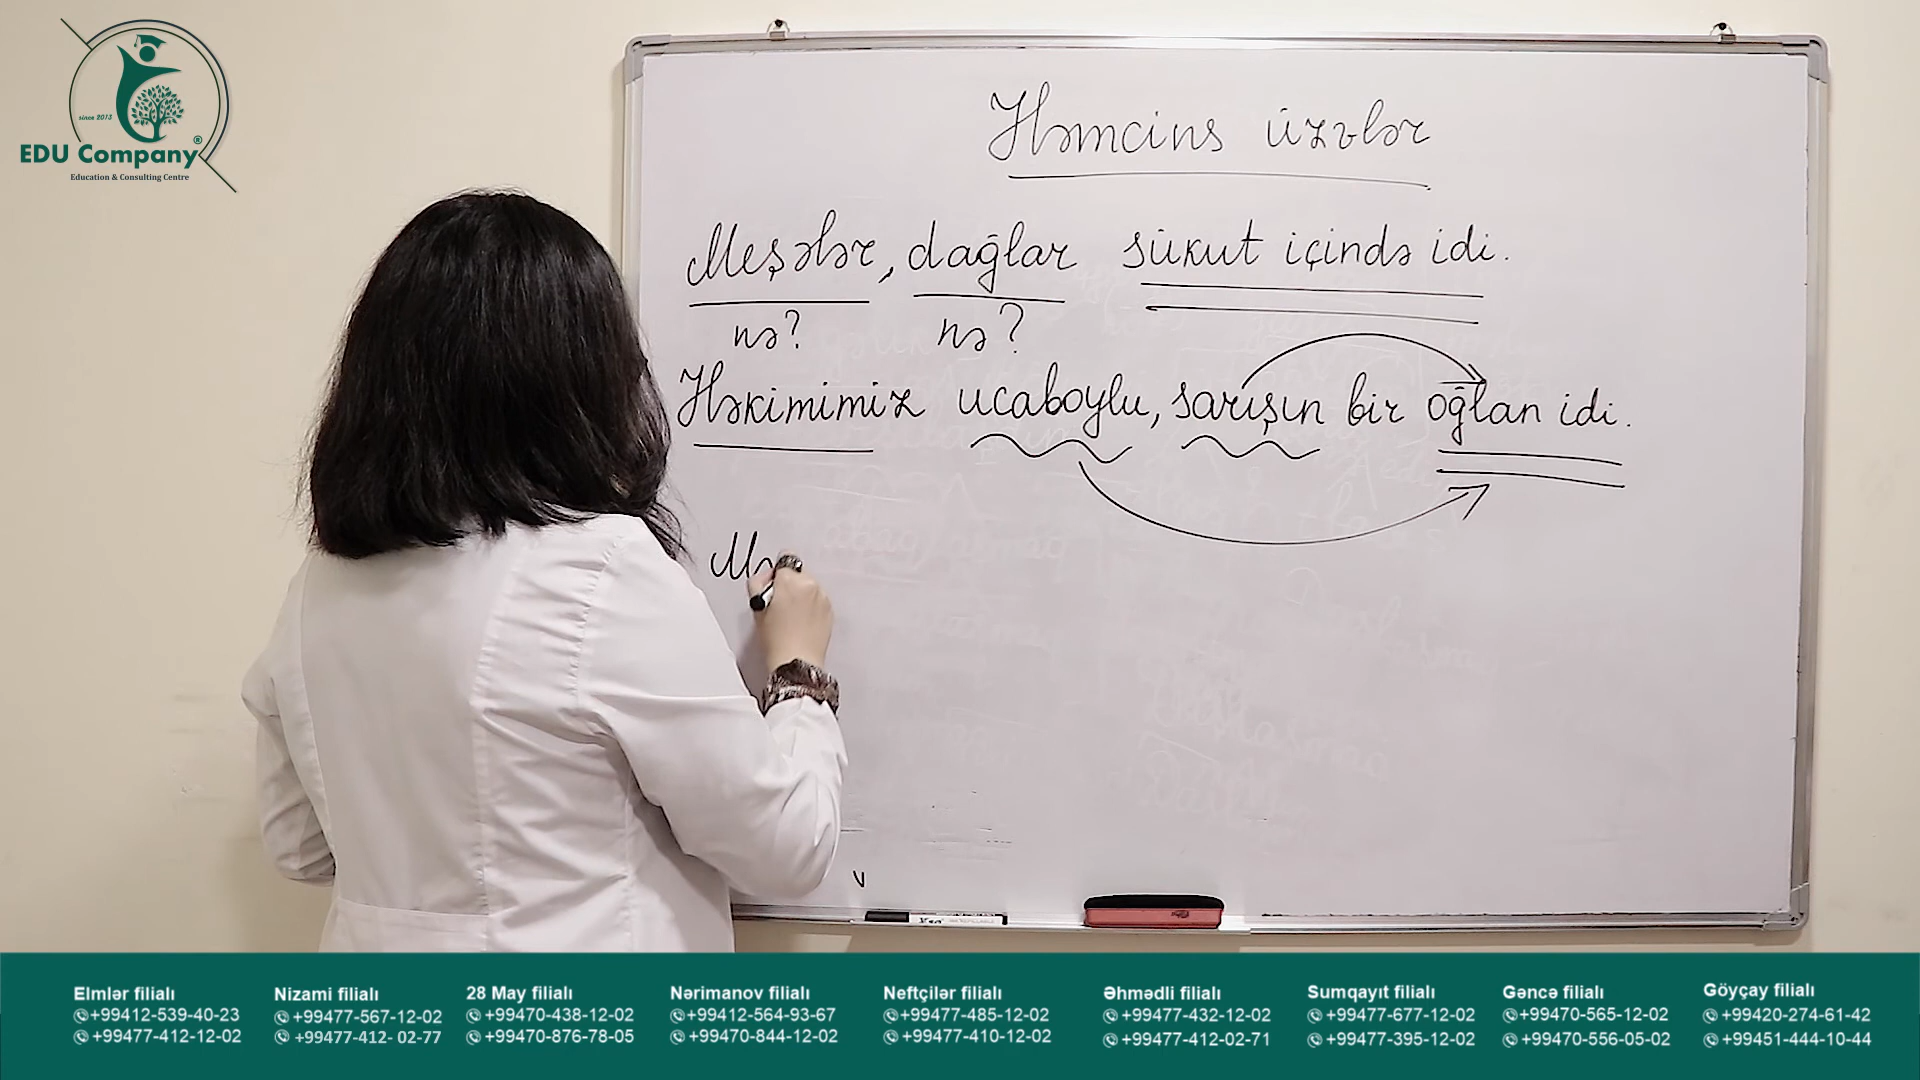 since 2013
EDU Company®
Education & Consulting Centre
Həmcins üzvlər
Meşələr, dağlar sükut içində idi.
nə? nə?
Həkimimiz ucaboylu, sarışın bir oğlan idi.
Mə
Elmlər filialı
+99412-539-40-23
+99477-412-12-02
Nizami filialı
+99477-567-12-02
+99477-412- 02-77
28 May filialı
+99470-438-12-02
+99470-876-78-05
Nərimanov filialı
+99412-564-93-67
+99470-844-12-02
Neftçilər filialı
+99477-485-12-02
+99477-410-12-02
Əhmədli filialı
+99477-432-12-02
+99477-412-02-71
Sumqayıt filialı
+99477-677-12-02
+99477-395-12-02
Gəncə filialı
+99470-565-12-02
+99470-556-05-02
Göyçay filialı
+99420-274-61-42
+99451-444-10-44